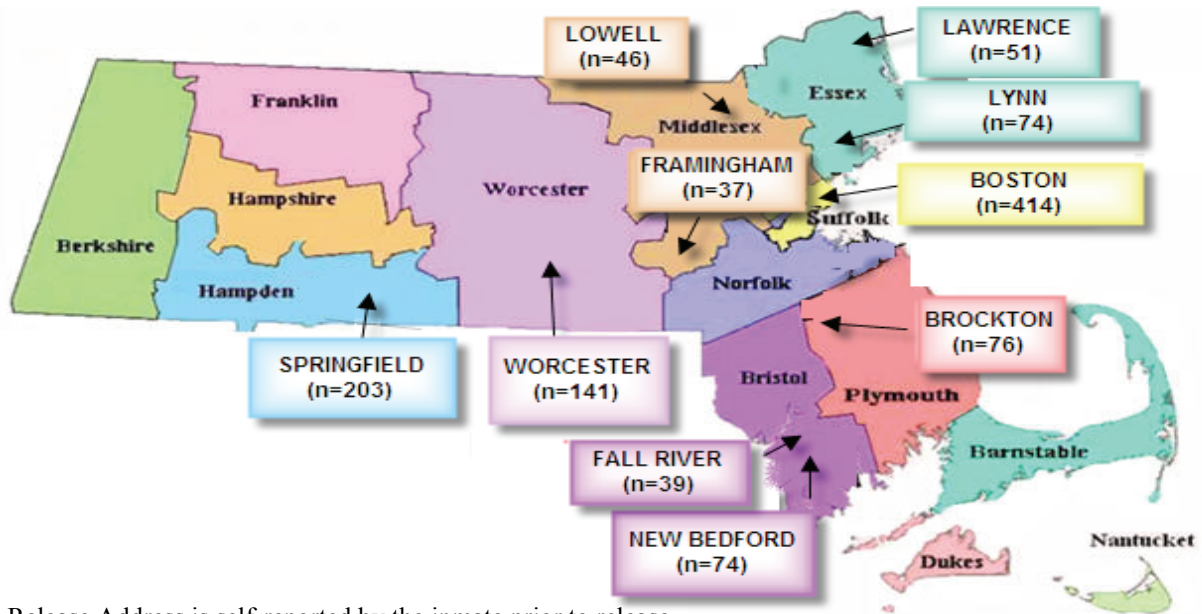 LOWELL
(n=46)
LAWRENCE
(n=51)
Essex
LYNN
(n=74)
Franklin
Middlesex
FRAMINGHAM
(n=37)
BOSTON
(n=414)
Worcester
Hampshire
Suffolk
Berkshire
Hampden
Norfolk
BROCKTON
(n=76)
SPRINGFIELD
(n=203)
WORCESTER
(n=141)
Bristol
Plymouth
FALL RIVER
(n=39)
Barnstable
NEW BEDFORD
(n=74)
Nantucket
Dukes